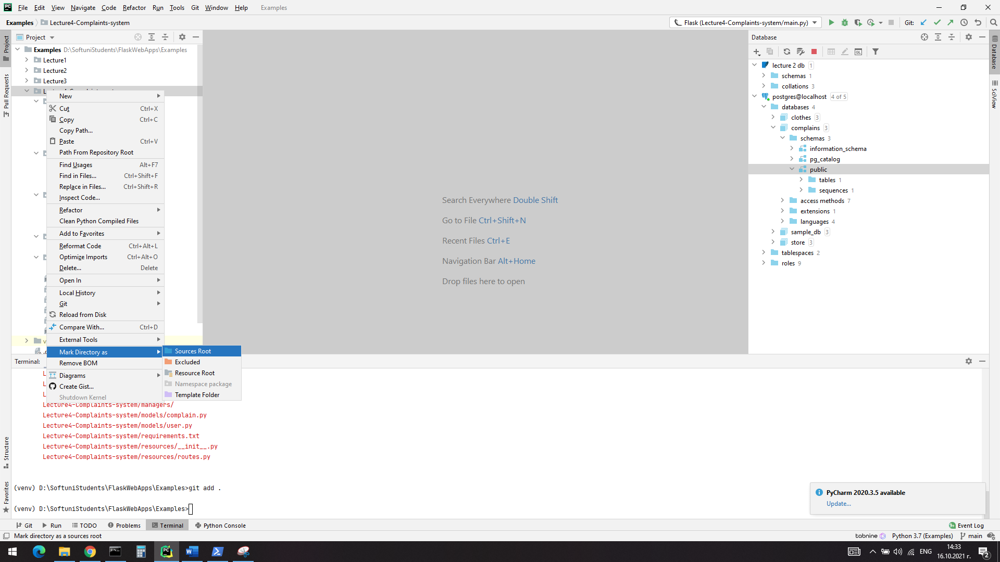 File Edit View Navigate Code Refactor Run Tools Git Window Help Examples
Examples Lecture4-Complaints-system
Flask (Lecture4-Complaints-system/main.py)
Git:
Project
Examples D:\SoftuniStudents\FlaskWebApps\Examples
Lecture1
Lecture2
Lecture3
New
Cut Ctrl+X
Copy Ctrl+C
Copy Path...
Paste Ctrl+V
Path From Repository Root
Find Usages Alt+F7
Find in Files... Ctrl+Shift+F
Replace in Files... Ctrl+Shift+R
Inspect Code...
Refactor
Clean Python Compiled Files
Add to Favorites
Reformat Code Ctrl+Alt+L
Optimize Imports Ctrl+Alt+O
Delete... Delete
Open In
Local History
Git
Reload from Disk
Compare With... Ctrl+D
External Tools
Mark Directory as
Remove BOM
Diagrams
Create Gist...
Shutdown Kernel
Sources Root
Excluded
Resource Root
Namespace package
Template Folder
Project
Pull Requests
Structure
Favorites
Search Everywhere Double Shift
Go to File Ctrl+Shift+N
Recent Files Ctrl+E
Navigation Bar Alt+Home
Drop files here to open
Database
lecture 2 db 1
schemas 1
collations 3
postgres@localhost 4 of 5
databases 4
clothes 3
complains 3
schemas 3
information_schema
pg_catalog
public
tables 1
sequences 1
access methods 7
extensions 1
languages 4
sample_db 3
store 3
tablespaces 2
roles 9
Database
SciView
Terminal:
Lecture4-Complaints-system/managers/
Lecture4-Complaints-system/models/complain.py
Lecture4-Complaints-system/models/user.py
Lecture4-Complaints-system/requirements.txt
Lecture4-Complaints-system/resources/__init__.py
Lecture4-Complaints-system/resources/routes.py
(venv) D:\SoftuniStudents\FlaskWebApps\Examples>git add .
(venv) D:\SoftuniStudents\FlaskWebApps\Examples>
PyCharm 2020.3.5 available
Update...
Git Run TODO Problems Terminal Python Console
9+ Event Log
Mark directory as a sources root
tabnine Python 3.7 (Examples) main
ENG
14:33
16.10.2021 г.
2